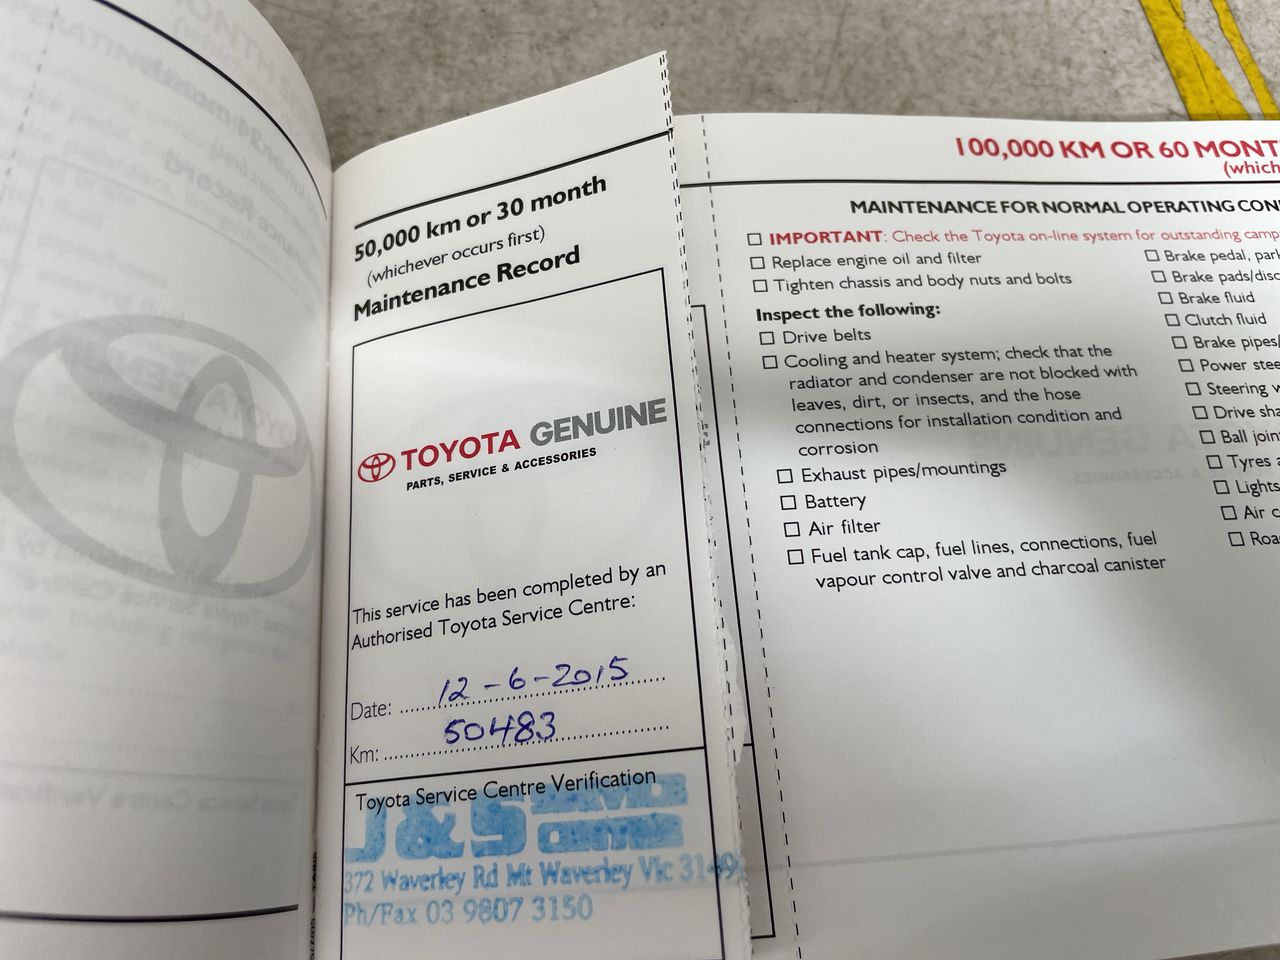 50,000 km or 30 month
(whichever occurs first)
Maintenance Record
TOYOTA GENUINE
PARTS, SERVICE & ACCESSORIES
This service has been completed by an
Authorised Toyota Service Centre:
Date: 12-6-2015
Km: 50483
Toyota Service Centre Verification
J&S
372 Waverley Rd Mt Waverley Vic 3149
Ph/Fax 03 9807 3150
100,000 KM OR 60 MONT
(which
MAINTENANCE FOR NORMAL OPERATING CON
IMPORTANT: Check the Toyota on-line system for outstanding camp
Replace engine oil and filter
Tighten chassis and body nuts and bolts
Inspect the following:
Drive belts
Cooling and heater system; check that the
radiator and condenser are not blocked with
leaves, dirt, or insects, and the hose
connections for installation condition and
corrosion
Exhaust pipes/mountings
Battery
Air filter
Fuel tank cap, fuel lines, connections, fuel
vapour control valve and charcoal canister
Brake pedal, par
Brake pads/disc
Brake fluid
Clutch fluid
Brake pipes/
Power stee
Steering w
Drive sha
Ball joint
Tyres a
Lights
Air c
Roa